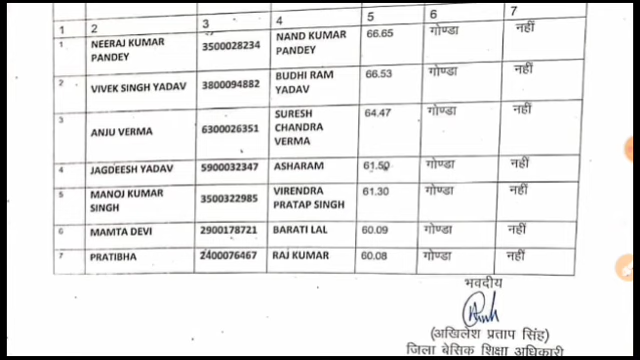 1 2 3 4 5 6 7
1 NEERAJ KUMAR PANDEY 3500028234 NAND KUMAR PANDEY 66.65 गोण्डा नहीं
2 VIVEK SINGH YADAV 3800094882 BUDHI RAM YADAV 66.53 गोण्डा नहीं
3 ANJU VERMA 6300026351 SURESH CHANDRA VERMA 64.47 गोण्डा नहीं
4 JAGDEESH YADAV 5900032347 ASHARAM 61.50 गोण्डा नहीं
5 MANOJ KUMAR SINGH 3500322985 VIRENDRA PRATAP SINGH 61.30 गोण्डा नहीं
6 MAMTA DEVI 2900178721 BARATI LAL 60.09 गोण्डा नहीं
7 PRATIBHA 2400076467 RAJ KUMAR 60.08 गोण्डा नहीं
भवदीय
(अखिलेश प्रताप सिंह)
जिला बेसिक शिक्षा अधिकारी